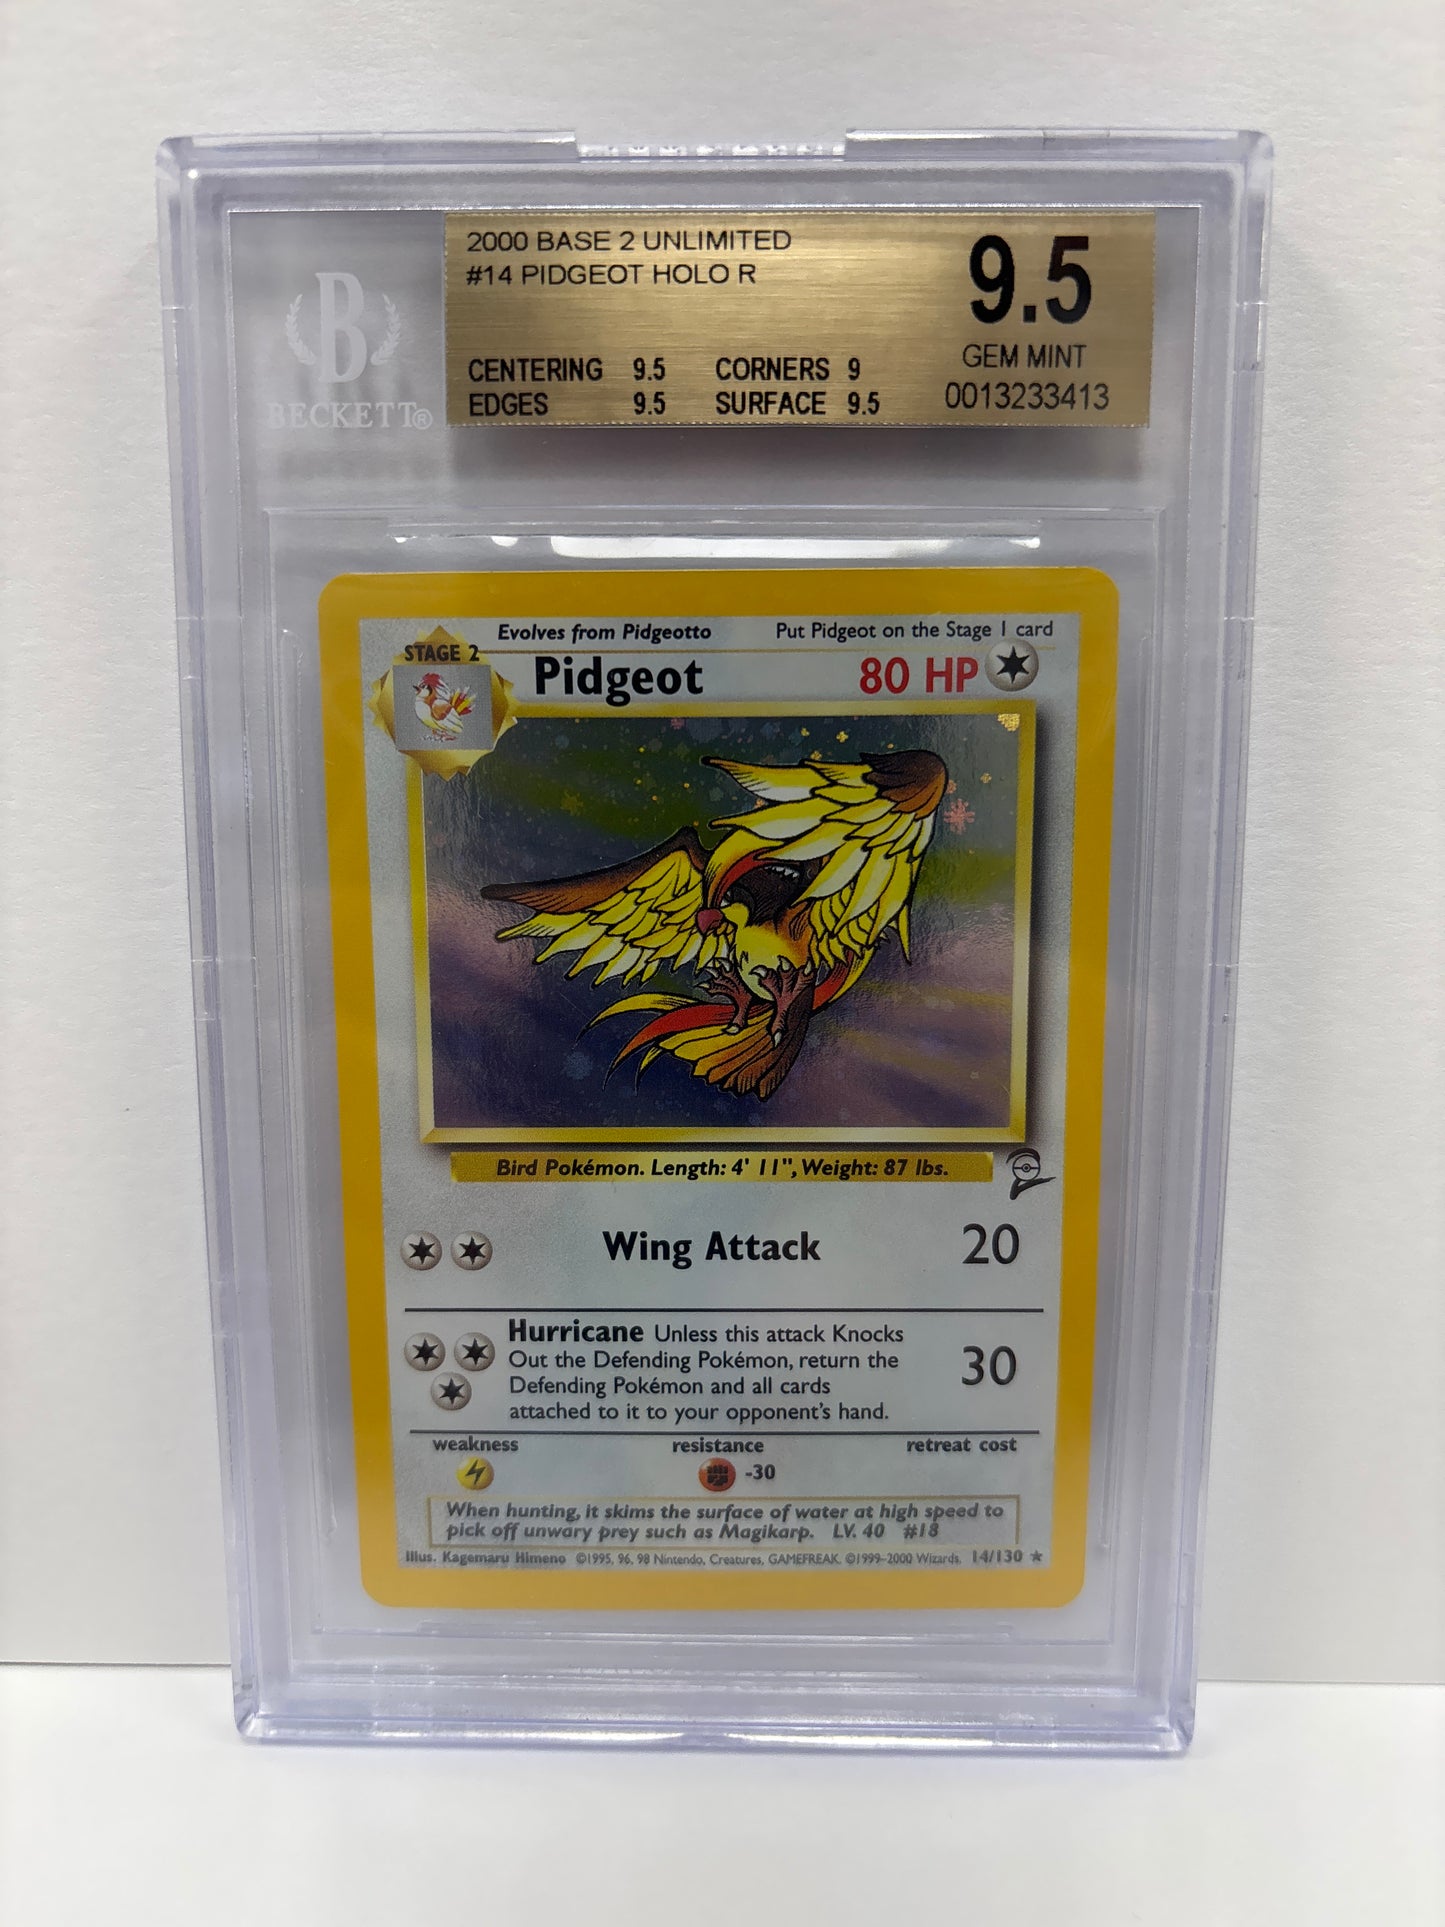 2000 BASE 2 UNLIMITED
#14 PIDGEOT HOLO R
9.5
GEM MINT
0013233413
CENTERING 9.5 CORNERS 9
EDGES 9.5 SURFACE 9.5
B
BECKETT®
Evolves from Pidgeotto Put Pidgeot on the Stage 1 card
STAGE 2
Pidgeot 80 HP
Bird Pokémon. Length: 4' 11", Weight: 87 lbs.
Wing Attack 20
Hurricane Unless this attack Knocks
Out the Defending Pokémon, return the
Defending Pokémon and all cards
attached to it to your opponent's hand.
30
weakness resistance retreat cost
-30
When hunting, it skims the surface of water at high speed to
pick off unwary prey such as Magikarp. LV. 40 #18
Illus. Kagemaru Himeno ©1995, 96, 98 Nintendo, Creatures, GAMEFREAK. ©1999-2000 Wizards. 14/130 ★